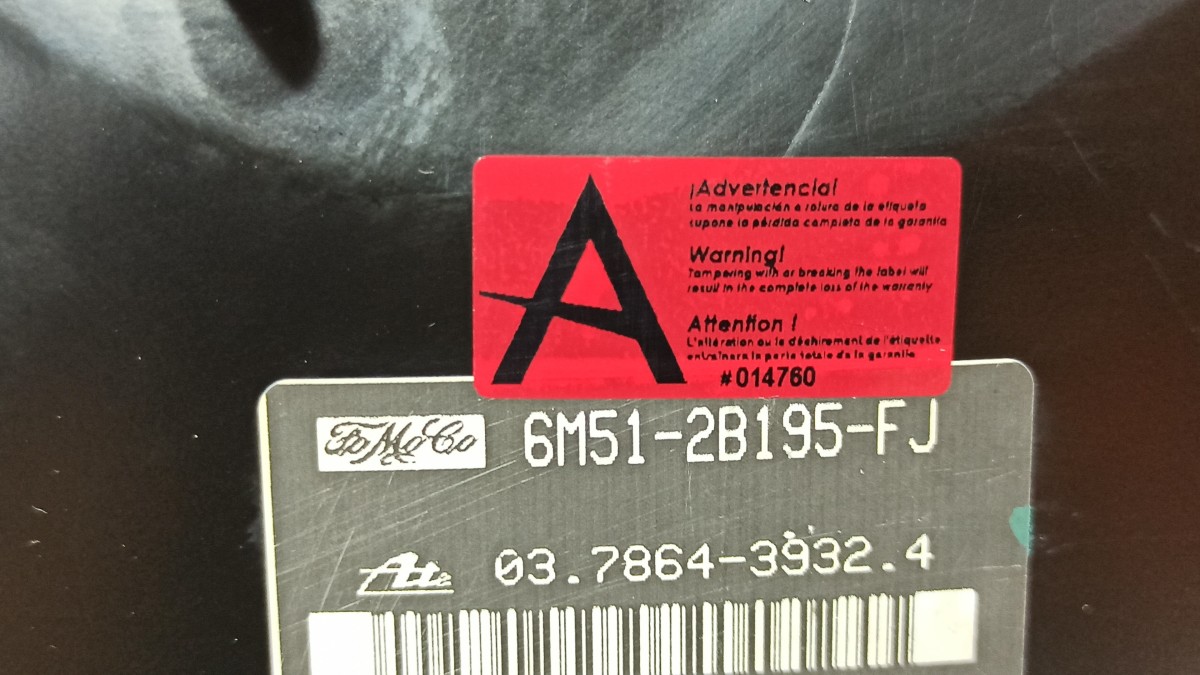 A
¡Advertencia!
La manipulación o rotura de la etiqueta
supone la pérdida completa de la garantía
Warning!
Tampering with or breaking the label will
result in the complete loss of the warranty
Attention !
L'altération ou le déchirement de l'étiquette
entraînera la perte totale de la garantie
#014760
FoMoCo 6M51-2B195-FJ
Ate 03.7864-3932.4